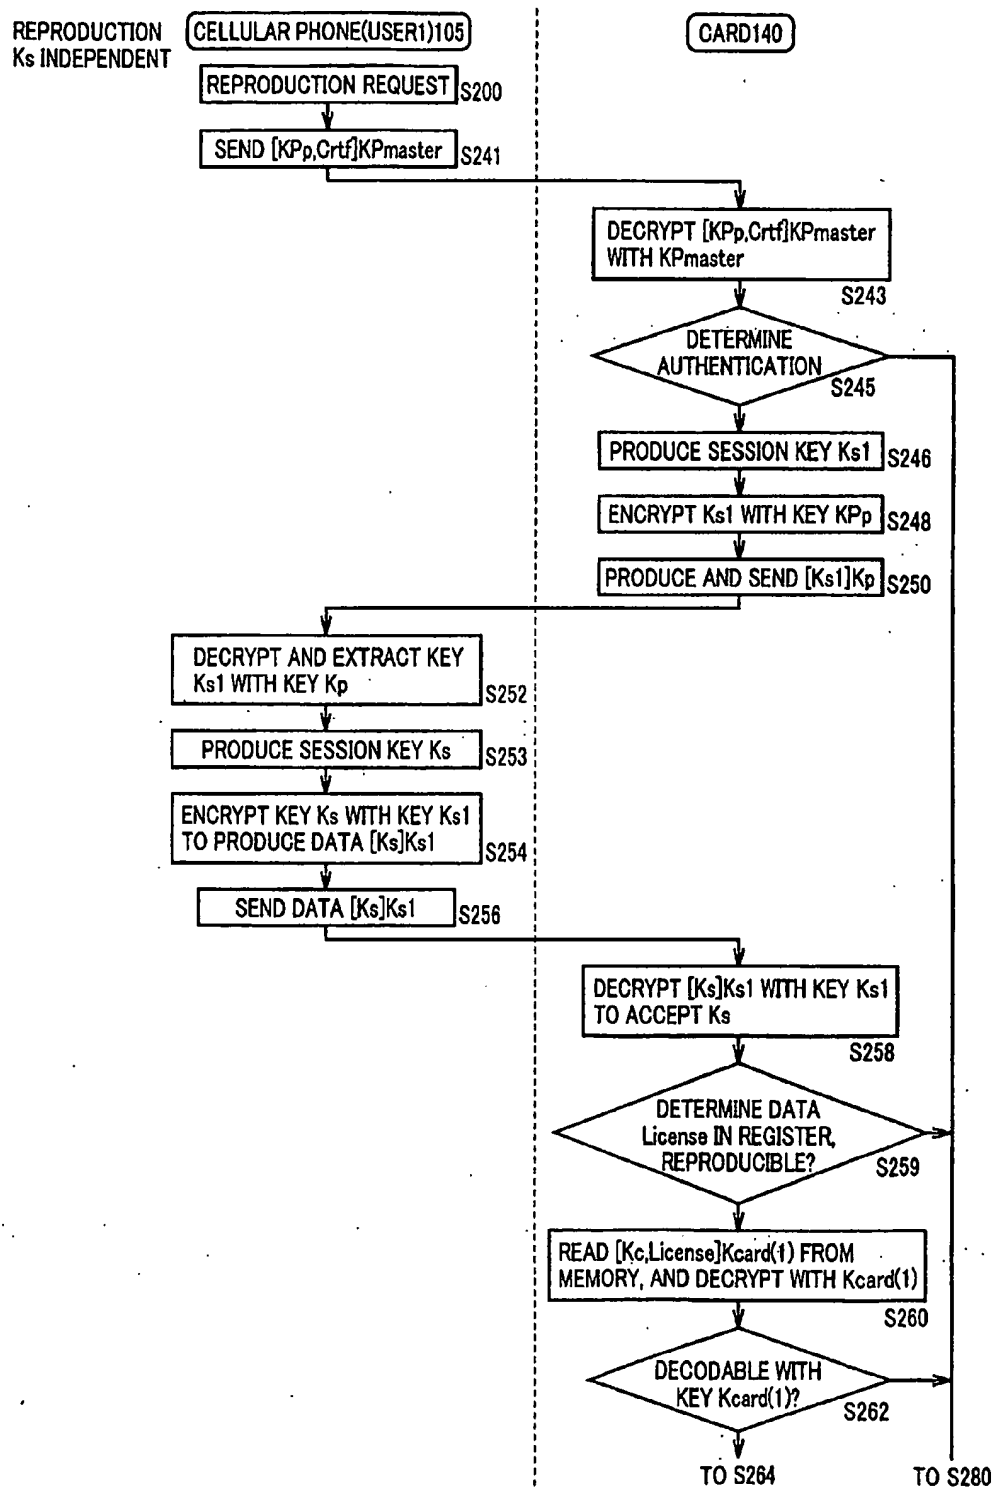 REPRODUCTION
Ks INDEPENDENT
CELLULAR PHONE(USER1)105
CARD140
REPRODUCTION REQUEST
S200
SEND [KPp,Crtf]KPmaster
S241
DECRYPT [KPp,Crtf]KPmaster
WITH KPmaster
S243
DETERMINE
AUTHENTICATION
S245
PRODUCE SESSION KEY Ks1
S246
ENCRYPT Ks1 WITH KEY KPp
S248
PRODUCE AND SEND [Ks1]Kp
S250
DECRYPT AND EXTRACT KEY
Ks1 WITH KEY Kp
S252
PRODUCE SESSION KEY Ks
S253
ENCRYPT KEY Ks WITH KEY Ks1
TO PRODUCE DATA [Ks]Ks1
S254
SEND DATA [Ks]Ks1
S256
DECRYPT [Ks]Ks1 WITH KEY Ks1
TO ACCEPT Ks
S258
DETERMINE DATA
License IN REGISTER,
REPRODUCIBLE?
S259
READ [Kc,License]Kcard(1) FROM
MEMORY, AND DECRYPT WITH Kcard(1)
S260
DECODABLE WITH
KEY Kcard(1)?
S262
TO S264
TO S280